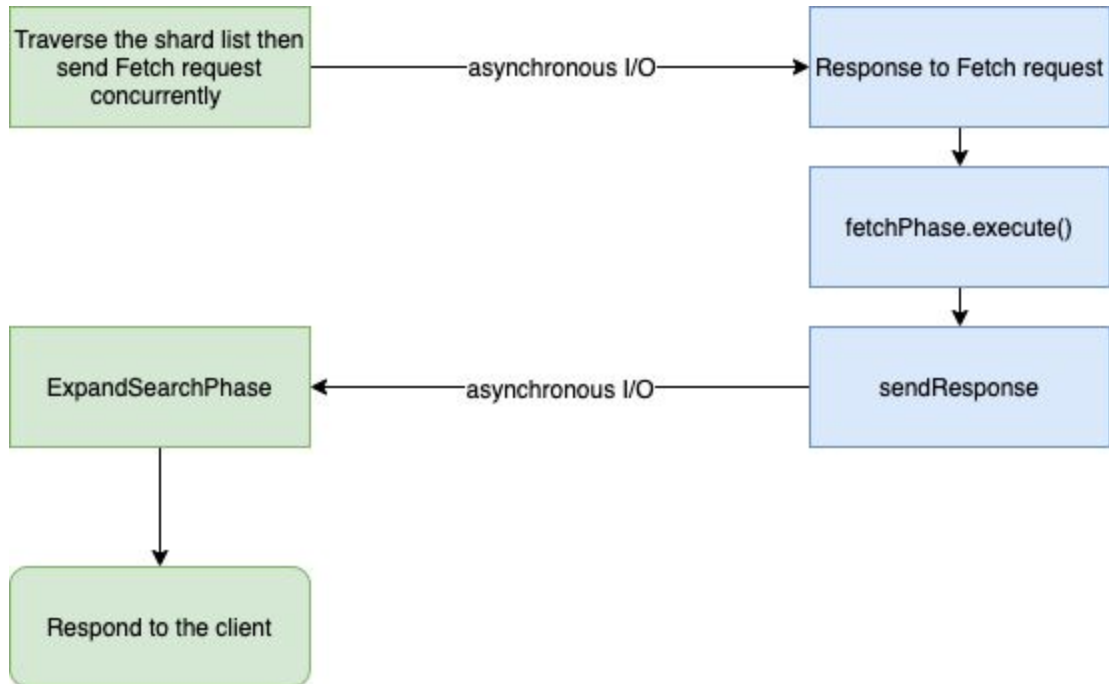 Traverse the shard list then
send Fetch request
concurrently
asynchronous I/O
Response to Fetch request
fetchPhase.execute()
ExpandSearchPhase
asynchronous I/O
sendResponse
Respond to the client